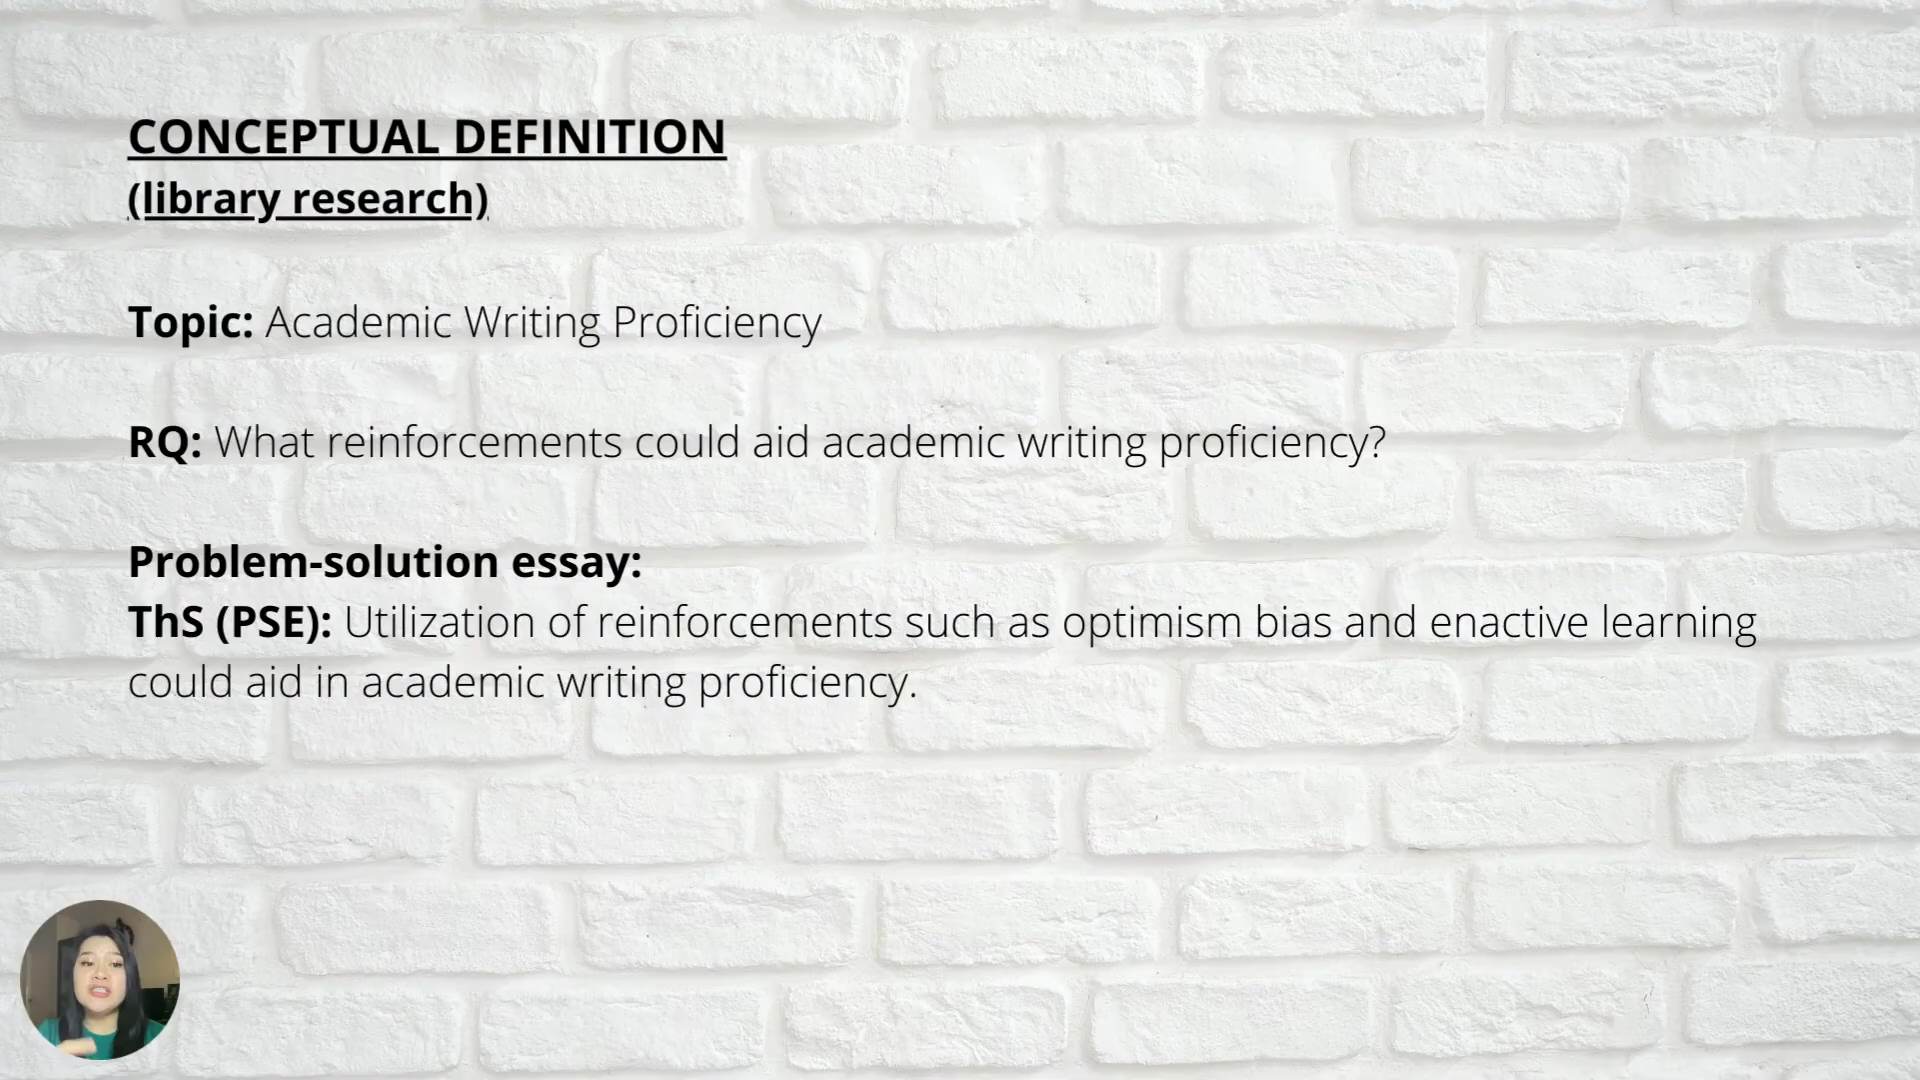 CONCEPTUAL DEFINITION
(library research)
Topic: Academic Writing Proficiency
RQ: What reinforcements could aid academic writing proficiency?
Problem-solution essay:
ThS (PSE): Utilization of reinforcements such as optimism bias and enactive learning
could aid in academic writing proficiency.